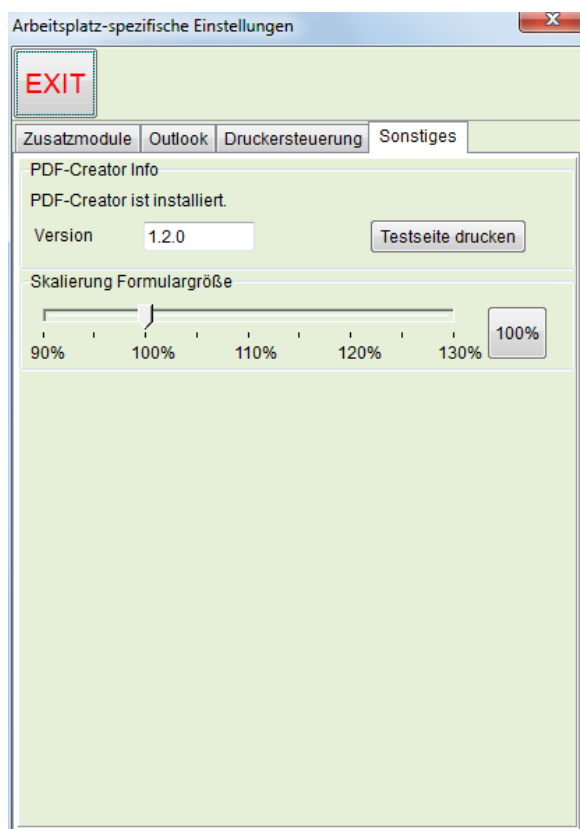 Arbeitsplatz-spezifische Einstellungen
EXIT
Zusatzmodule Outlook Druckersteuerung Sonstiges
PDF-Creator Info
PDF-Creator ist installiert.
Version 1.2.0 Testseite drucken
Skalierung Formulargröße
90% 100% 110% 120% 130% 100%